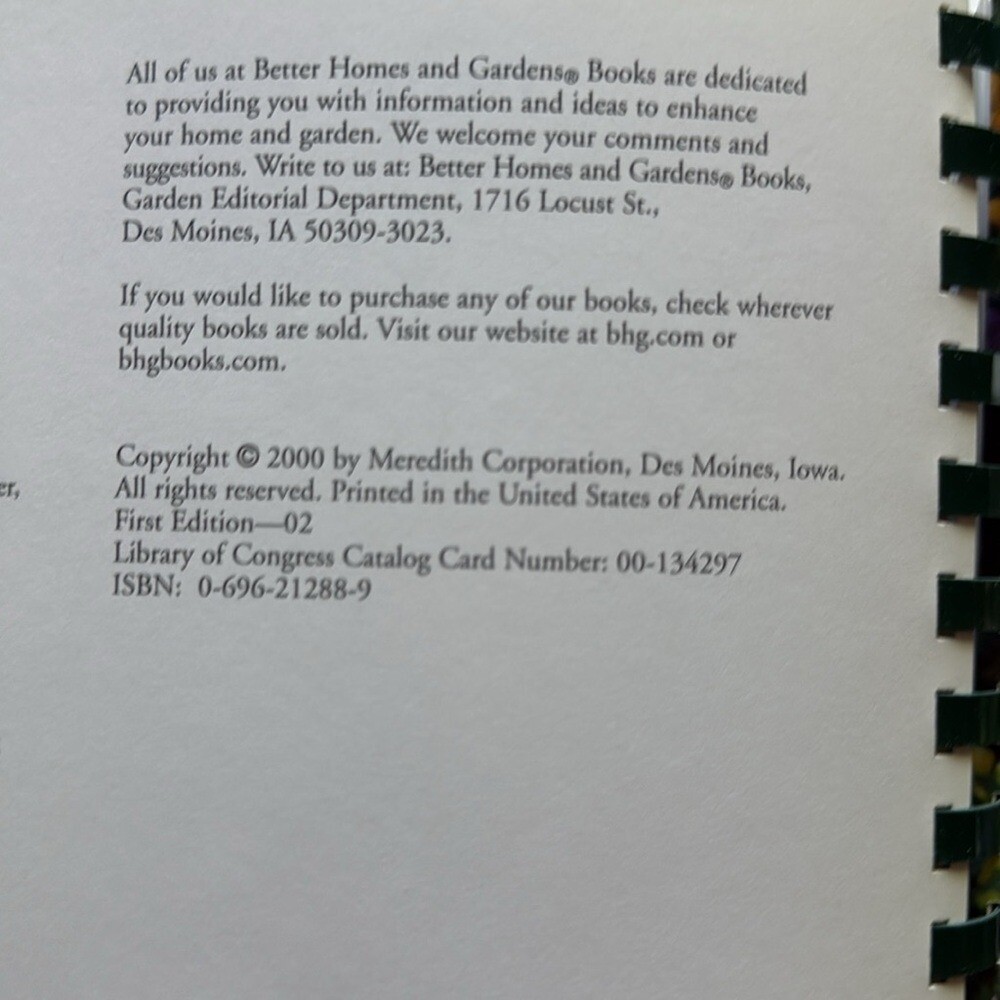 All of us at Better Homes and Gardens® Books are dedicated
to providing you with information and ideas to enhance
your home and garden. We welcome your comments and
suggestions. Write to us at: Better Homes and Gardens® Books,
Garden Editorial Department, 1716 Locust St.,
Des Moines, IA 50309-3023.
If you would like to purchase any of our books, check wherever
quality books are sold. Visit our website at bhg.com or
bhgbooks.com.
Copyright © 2000 by Meredith Corporation, Des Moines, Iowa.
All rights reserved. Printed in the United States of America.
First Edition—02
Library of Congress Catalog Card Number: 00-134297
ISBN: 0-696-21288-9